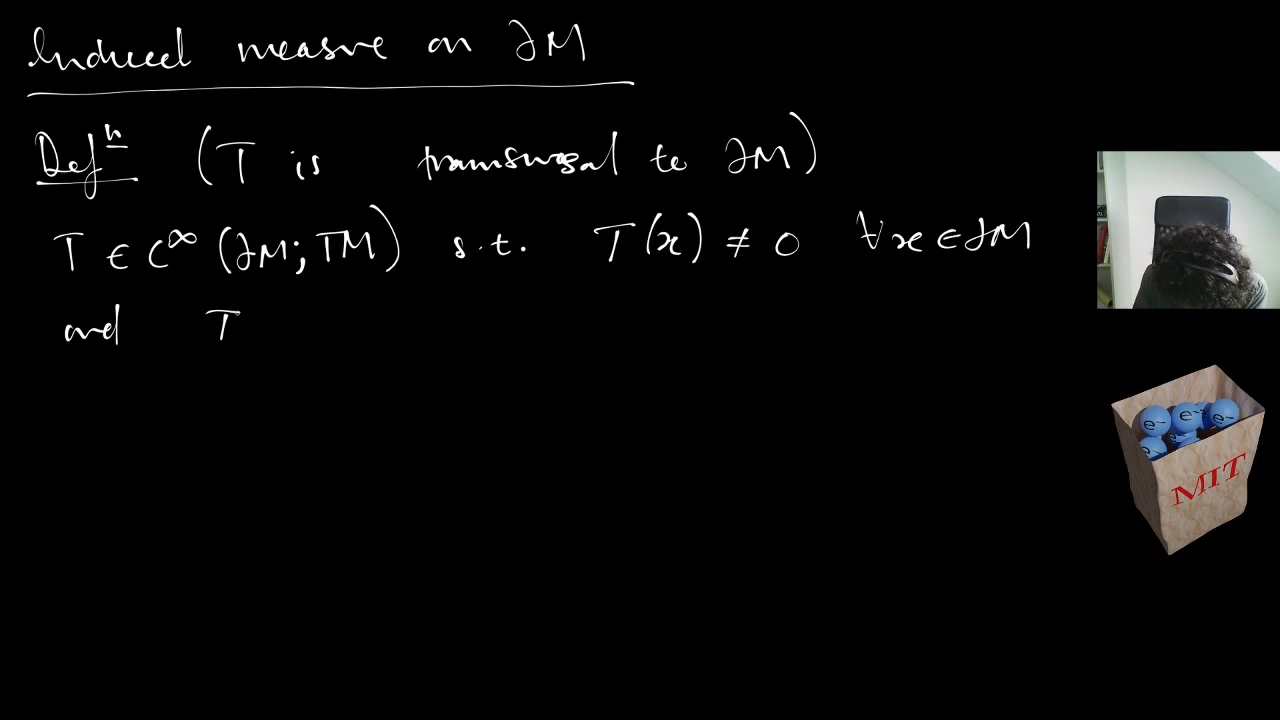 Induced measure on ∂M
Defⁿ (T is transversal to ∂M)
T ∈ C^∞ (∂M; TM) s.t. T(x) ≠ 0 ∀x ∈ ∂M
and T
e⁻ e⁻ e⁻
e⁻
MIT